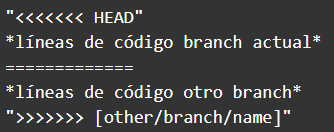 "<<<<<<< HEAD"
*líneas de código branch actual*
=============
*líneas de código otro branch*
">>>>>>> [other/branch/name]"